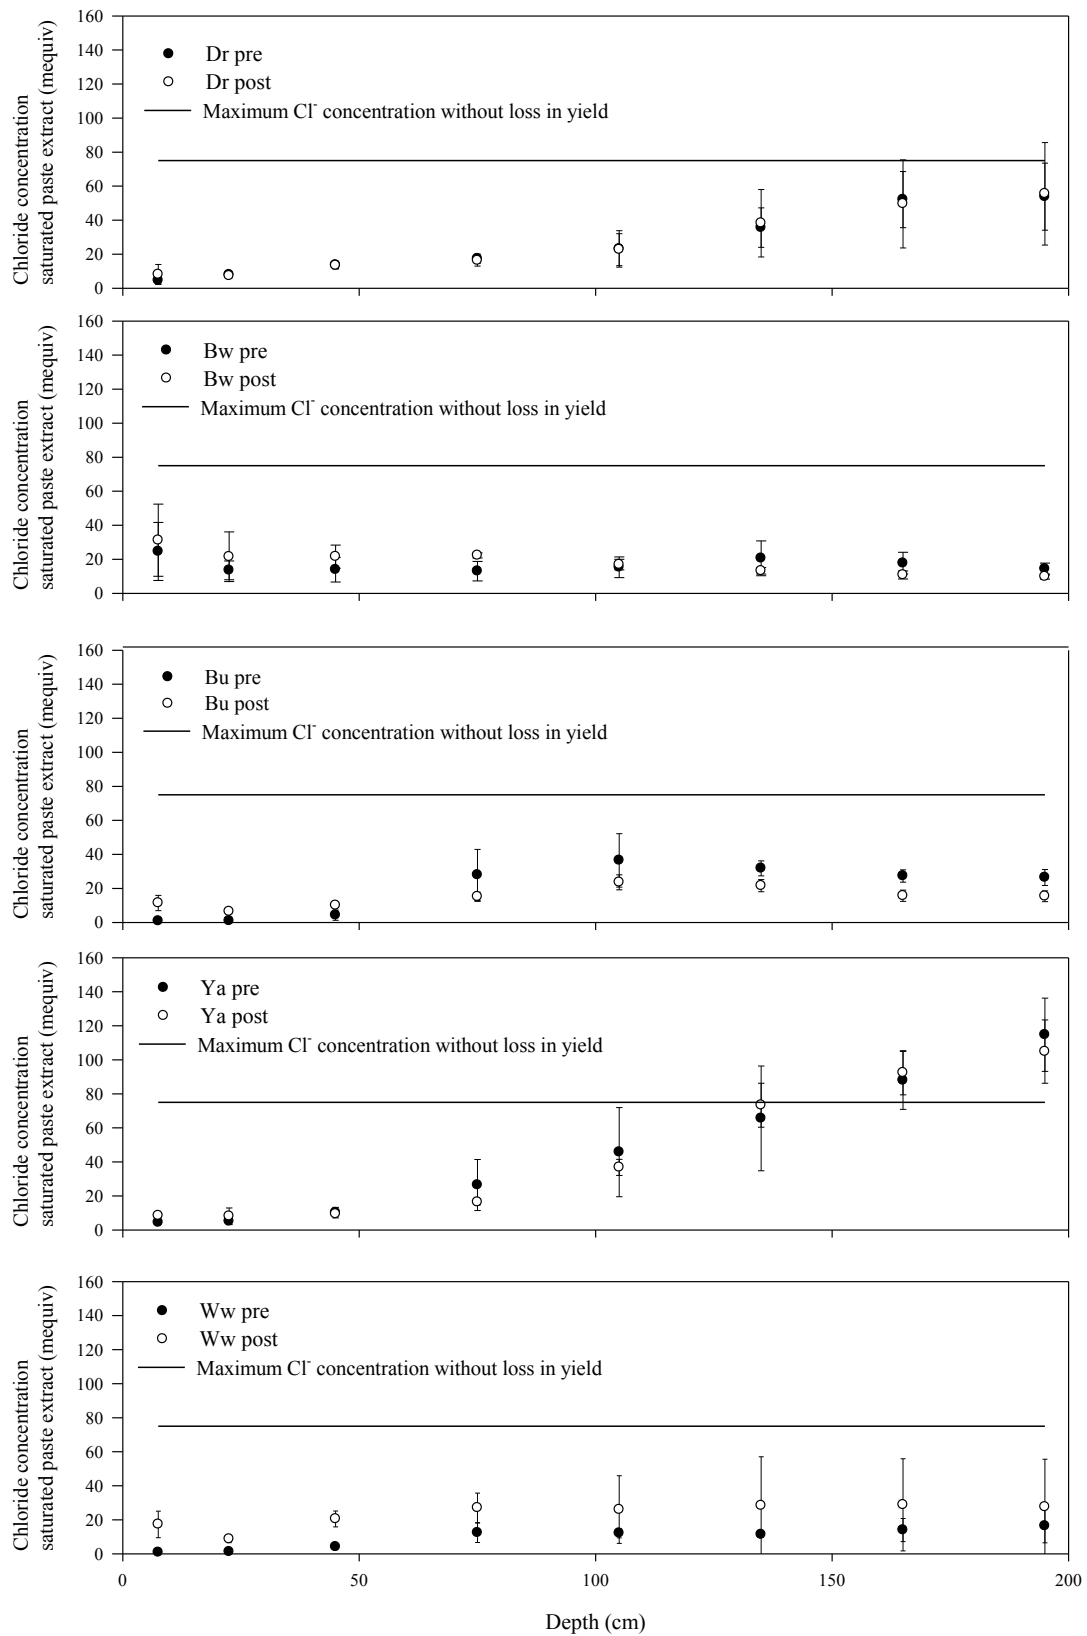 160
140
120
100
80
60
40
20
0
Chloride concentration
saturated paste extract (mequiv)
Dr pre
Dr post
Maximum Cl⁻ concentration without loss in yield
160
140
120
100
80
60
40
20
0
Chloride concentration
saturated paste extract (mequiv)
Bw pre
Bw post
Maximum Cl⁻ concentration without loss in yield
160
140
120
100
80
60
40
20
0
Chloride concentration
saturated paste extract (mequiv)
Bu pre
Bu post
Maximum Cl⁻ concentration without loss in yield
160
140
120
100
80
60
40
20
0
Chloride concentration
saturated paste extract (mequiv)
Ya pre
Ya post
Maximum Cl⁻ concentration without loss in yield
160
140
120
100
80
60
40
20
0
Chloride concentration
saturated paste extract (mequiv)
Ww pre
Ww post
Maximum Cl⁻ concentration without loss in yield
0 50 100 150 200
Depth (cm)